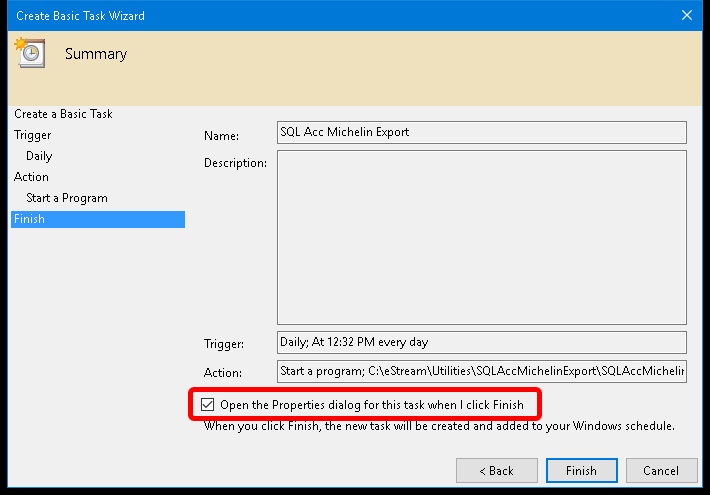 Create Basic Task Wizard
Summary
Create a Basic Task
Trigger
Daily
Action
Start a Program
Finish
Name:
SQL Acc Michelin Export
Description:
Trigger:
Daily; At 12:32 PM every day
Action:
Start a program; C:\eStream\Utilities\SQLAccMichelinExport\SQLAccMichelin
Open the Properties dialog for this task when I click Finish
When you click Finish, the new task will be created and added to your Windows schedule.
< Back
Finish
Cancel